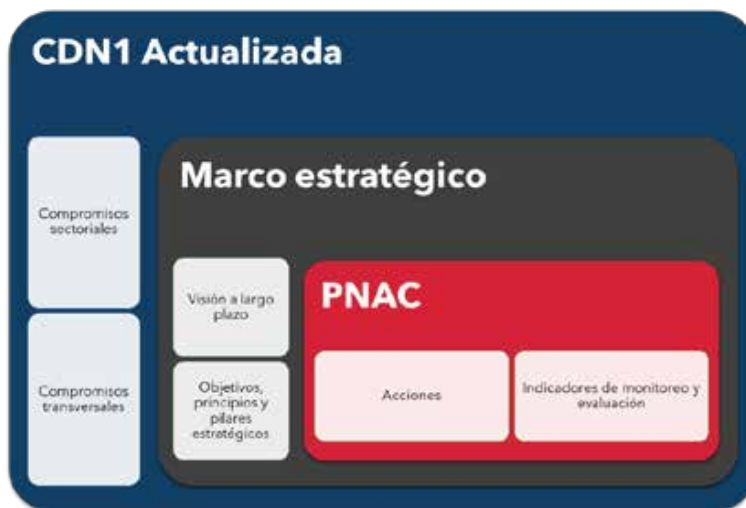 CDN1 Actualizada
Marco estratégico
Compromisos
sectoriales
Visión a largo
plazo
PNAC
Compromisos
transversales
Objetivos,
principios y
pilares
estratégicos
Acciones
Indicadores de monitoreo y
evaluación